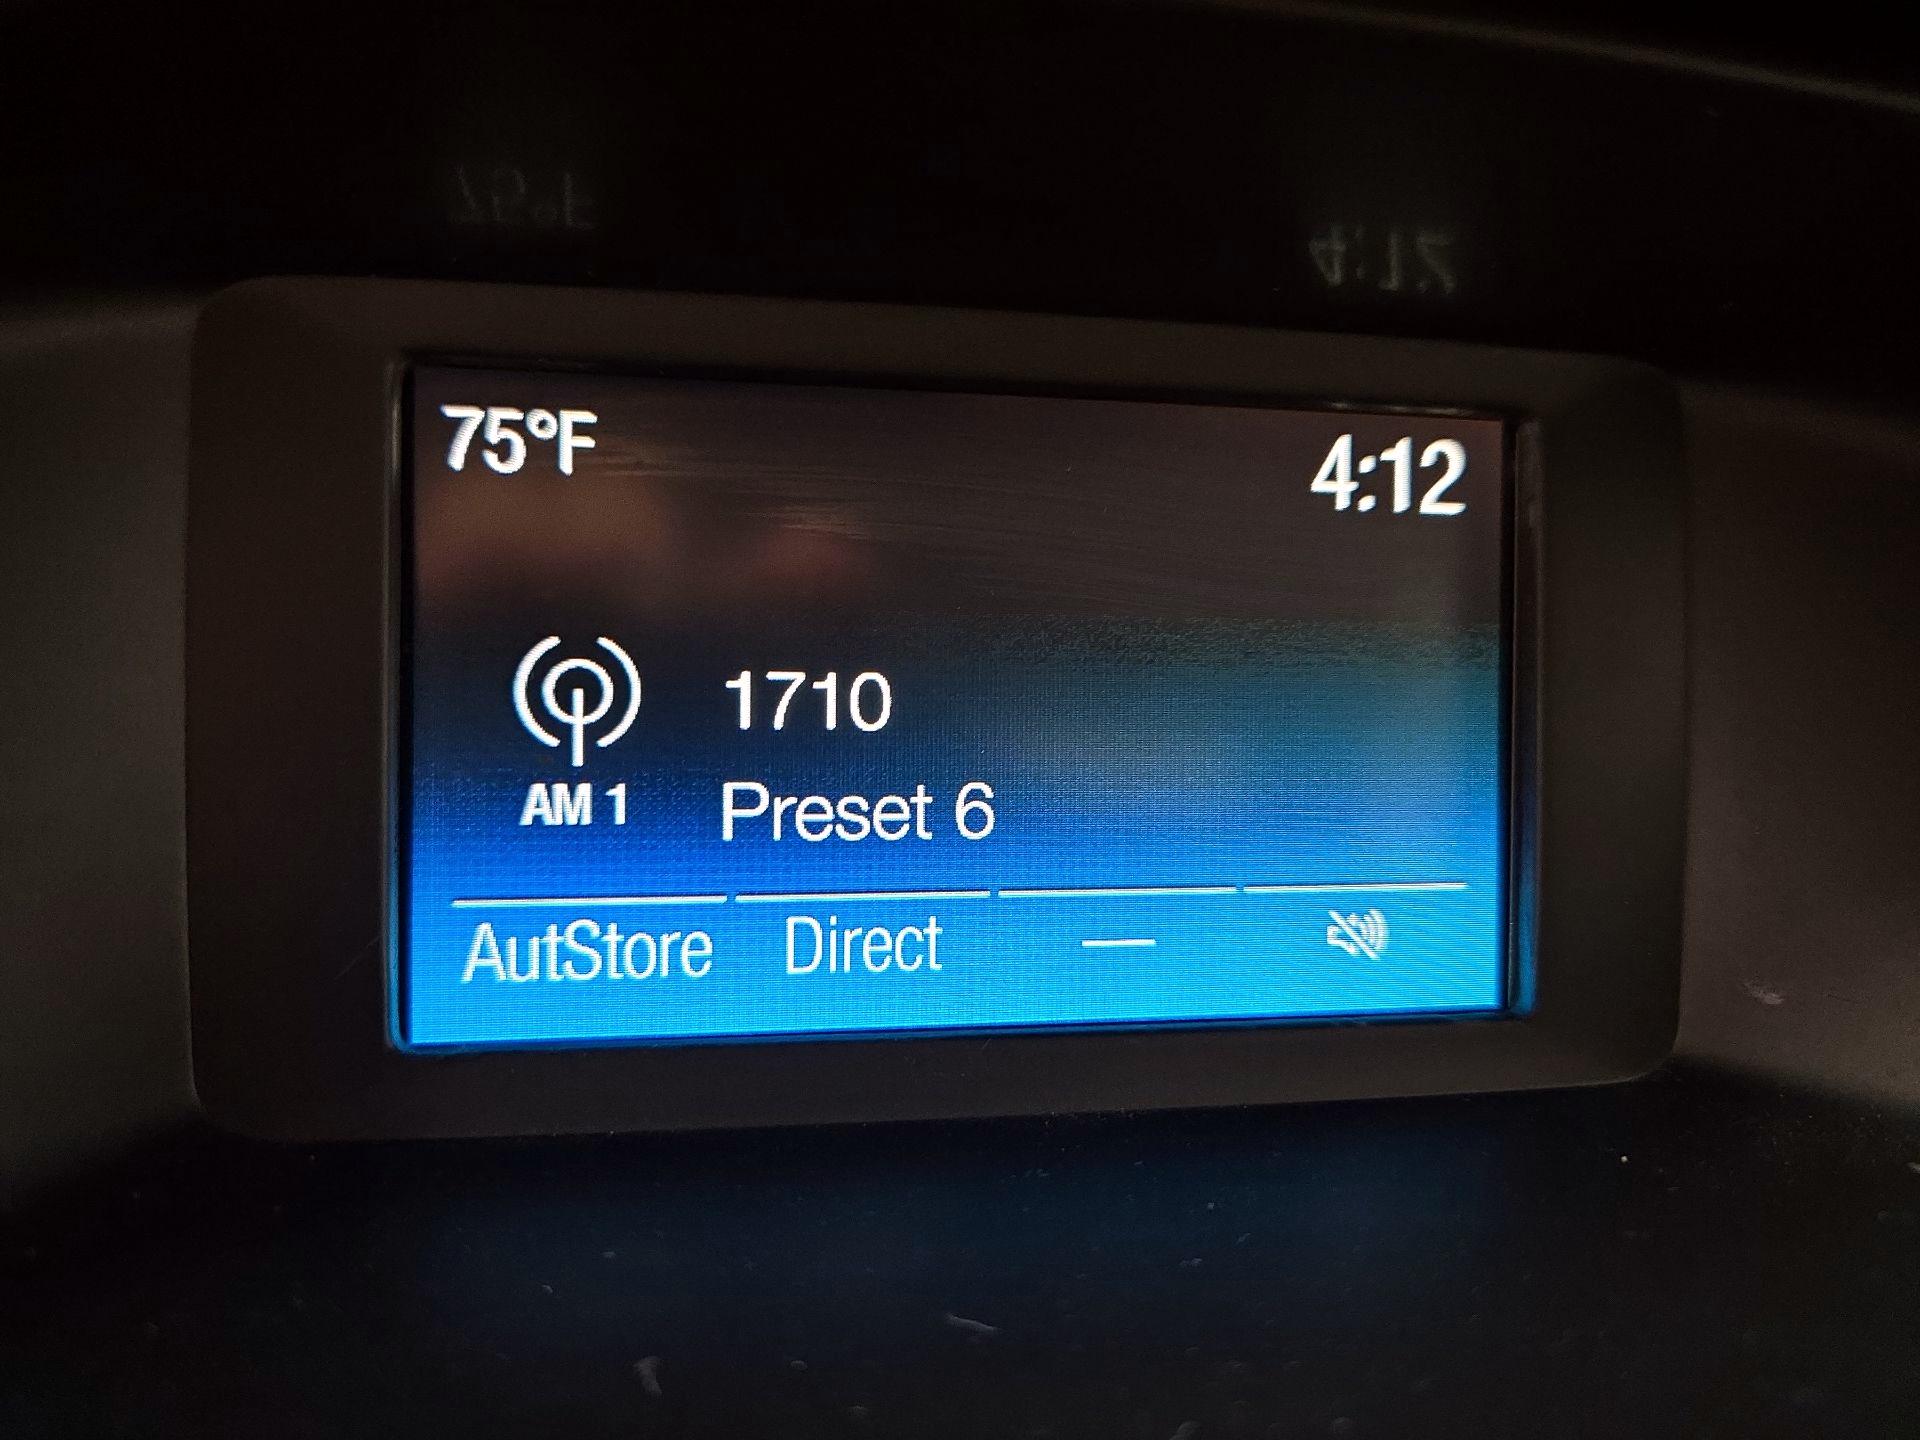 75°F
4:12
1710
AM 1
Preset 6
AutStore
Direct
—